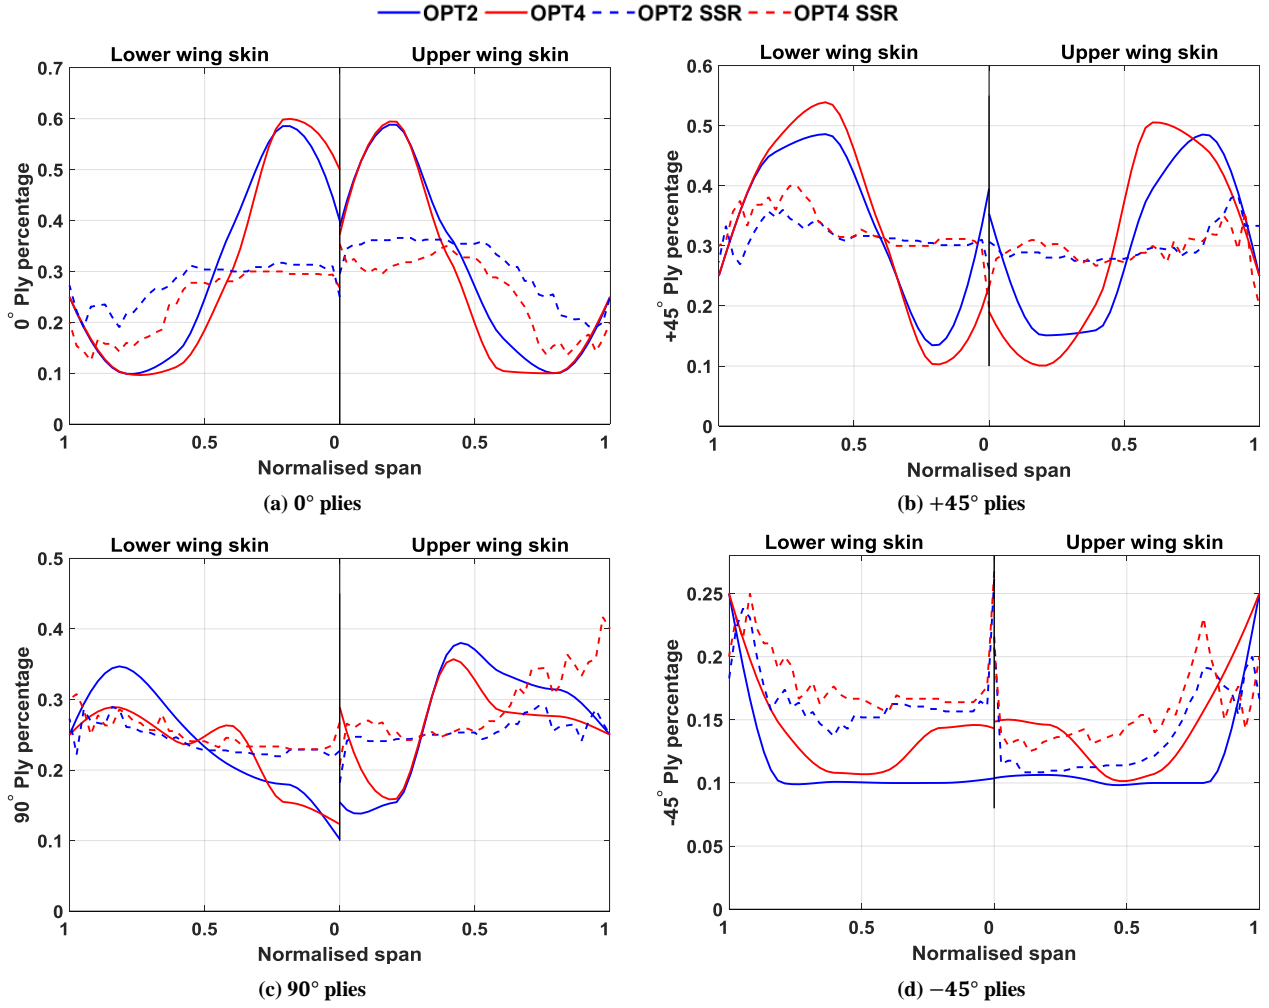 OPT2 OPT4 OPT2 SSR OPT4 SSR
Lower wing skin Upper wing skin
0.7
0.6
0.5
0.4
0.3
0.2
0.1
0
0° Ply percentage
1 0.5 0 0.5 1
Normalised span
(a) 0° plies
Lower wing skin Upper wing skin
0.6
0.5
0.4
0.3
0.2
0.1
0
+45° Ply percentage
1 0.5 0 0.5 1
Normalised span
(b) +45° plies
Lower wing skin Upper wing skin
0.5
0.4
0.3
0.2
0.1
0
90° Ply percentage
1 0.5 0 0.5 1
Normalised span
(c) 90° plies
Lower wing skin Upper wing skin
0.25
0.2
0.15
0.1
0.05
0
-45° Ply percentage
1 0.5 0 0.5 1
Normalised span
(d) −45° plies